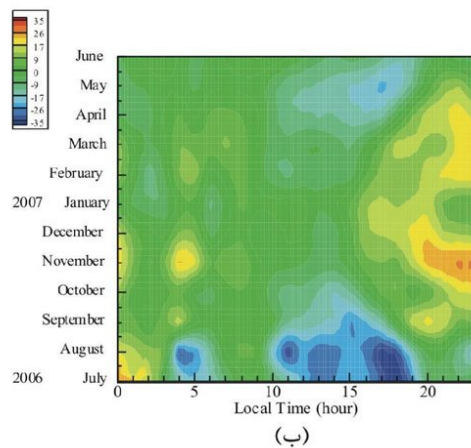 35
26
17
9
0
-9
-17
-26
-35
June
May
April
March
February
2007 January
December
November
October
September
August
2006 July
0 5 10 15 20
Local Time (hour)
(ب)